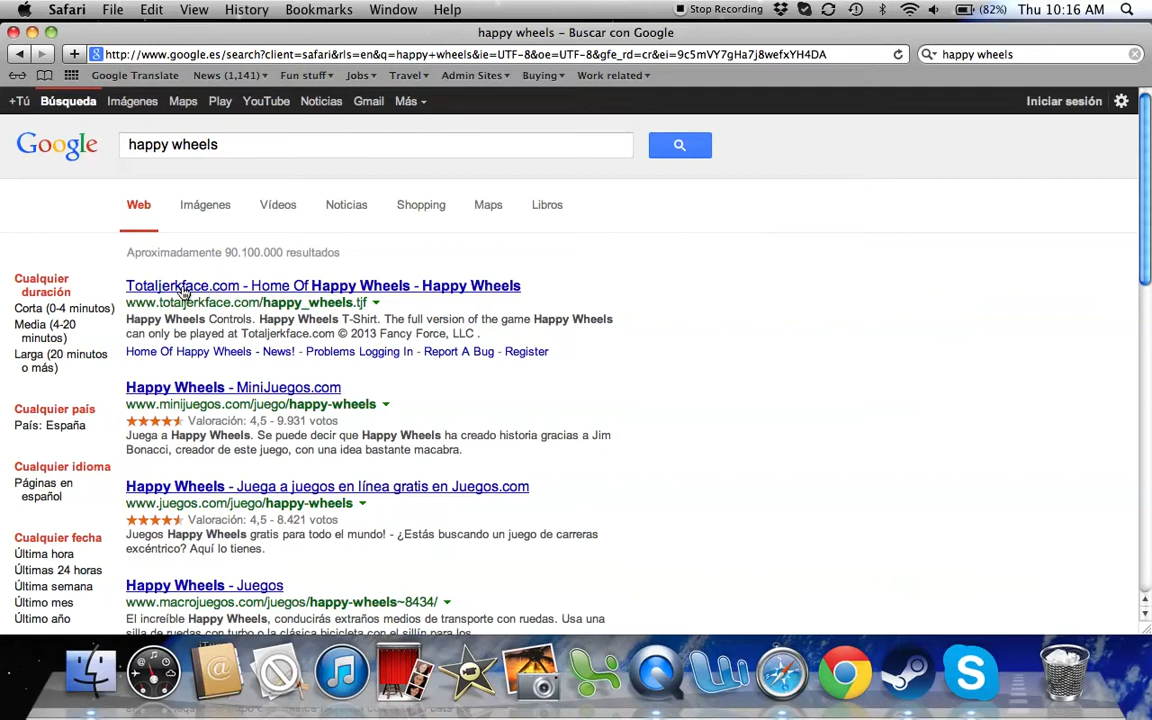 Safari File Edit View History Bookmarks Window Help Stop Recording (82%) Thu 10:16 AM
happy wheels – Buscar con Google
http://www.google.es/search?client=safari&rls=en&q=happy+wheels&ie=UTF-8&oe=UTF-8&gfe_rd=cr&ei=9c5mVY7gHa7j8wefxYH4DA happy wheels
Google Translate News (1,141) Fun stuff Jobs Travel Admin Sites Buying Work related
+Tú Búsqueda Imágenes Maps Play YouTube Noticias Gmail Más Iniciar sesión
Google happy wheels
Web Imágenes Vídeos Noticias Shopping Maps Libros
Aproximadamente 90.100.000 resultados
Cualquier
duración
Corta (0-4 minutos)
Media (4-20
minutos)
Larga (20 minutos
o más)
Cualquier país
País: España
Cualquier idioma
Páginas en
español
Cualquier fecha
Última hora
Últimas 24 horas
Última semana
Último mes
Último año
Totaljerkface.com - Home Of Happy Wheels - Happy Wheels
www.totaljerkface.com/happy_wheels.tjf
Happy Wheels Controls. Happy Wheels T-Shirt. The full version of the game Happy Wheels
can only be played at Totaljerkface.com © 2013 Fancy Force, LLC .
Home Of Happy Wheels - News! - Problems Logging In - Report A Bug - Register
Happy Wheels - MiniJuegos.com
www.minijuegos.com/juego/happy-wheels
Valoración: 4,5 - 9.931 votos
Juega a Happy Wheels. Se puede decir que Happy Wheels ha creado historia gracias a Jim
Bonacci, creador de este juego, con una idea bastante macabra.
Happy Wheels - Juega a juegos en línea gratis en Juegos.com
www.juegos.com/juego/happy-wheels
Valoración: 4,5 - 8.421 votos
Juegos Happy Wheels gratis para todo el mundo! - ¿Estás buscando un juego de carreras
excéntrico? Aquí lo tienes.
Happy Wheels - Juegos
www.macrojuegos.com/juegos/happy-wheels~8434/
El increíble Happy Wheels, conducirás extraños medios de transporte con ruedas. Usa una
silla de ruedas con turbo o la clásica bicicleta con el sillín para los